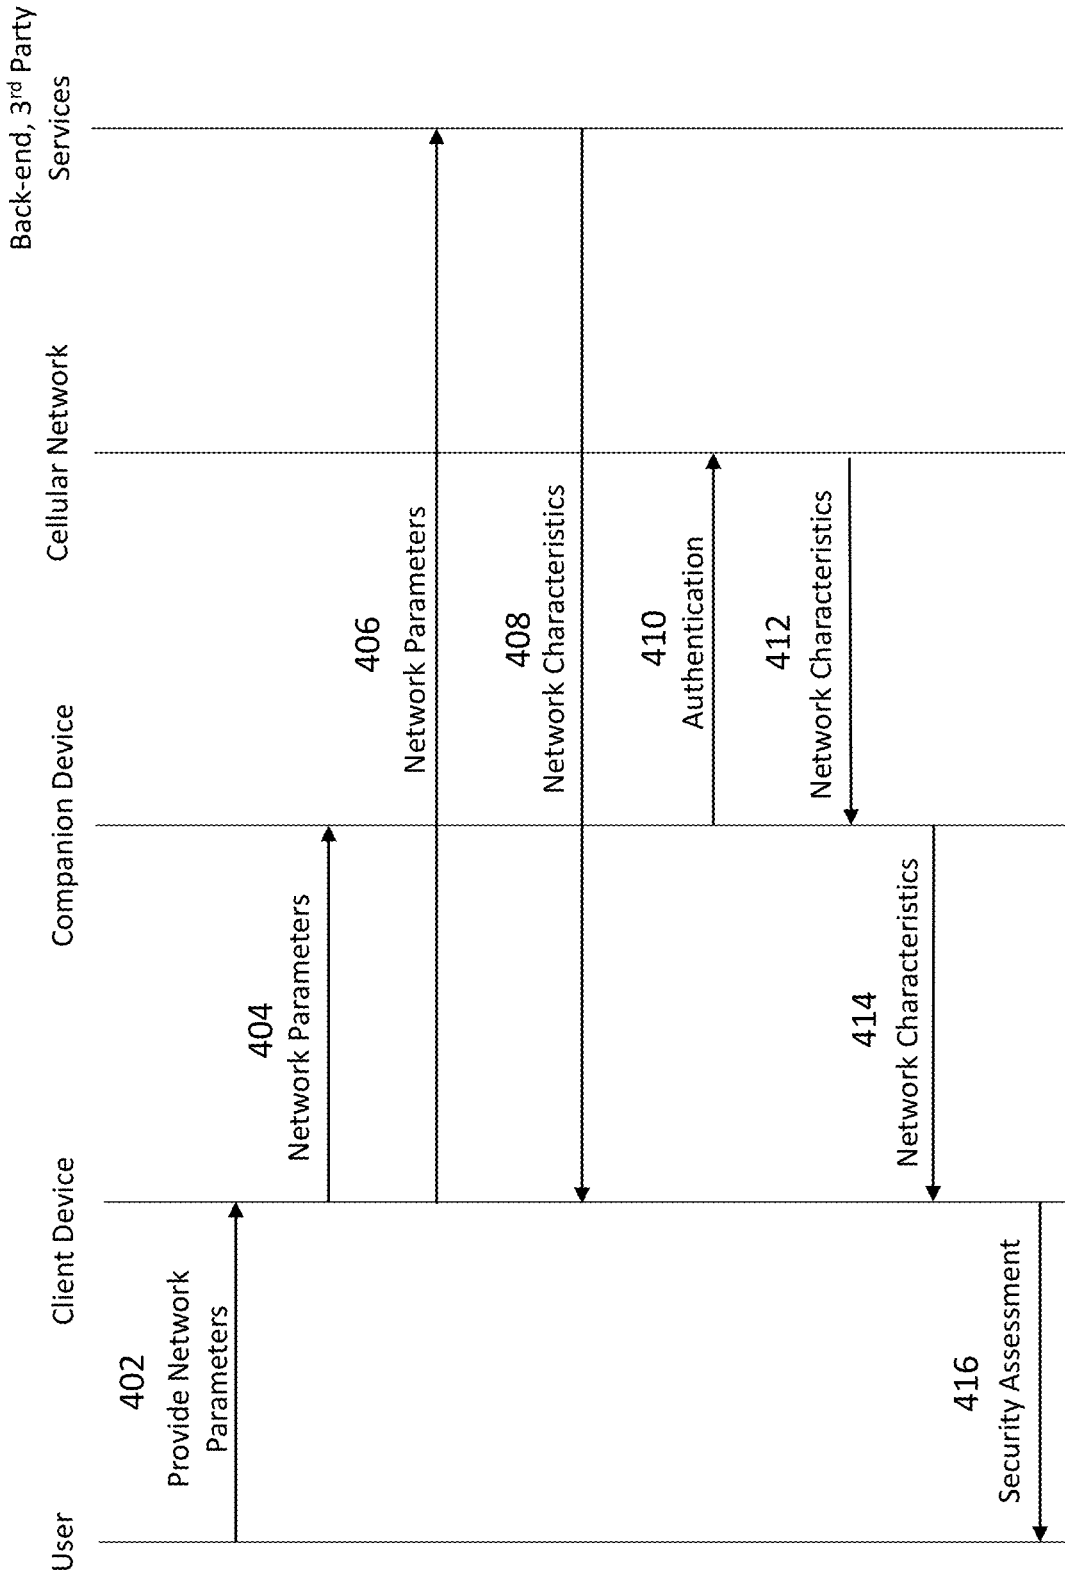 User
Client Device
Companion Device
Cellular Network
Back-end, 3rd Party
Services
402
Provide Network
Parameters
404
Network Parameters
406
Network Parameters
408
Network Characteristics
410
Authentication
412
Network Characteristics
414
Network Characteristics
416
Security Assessment